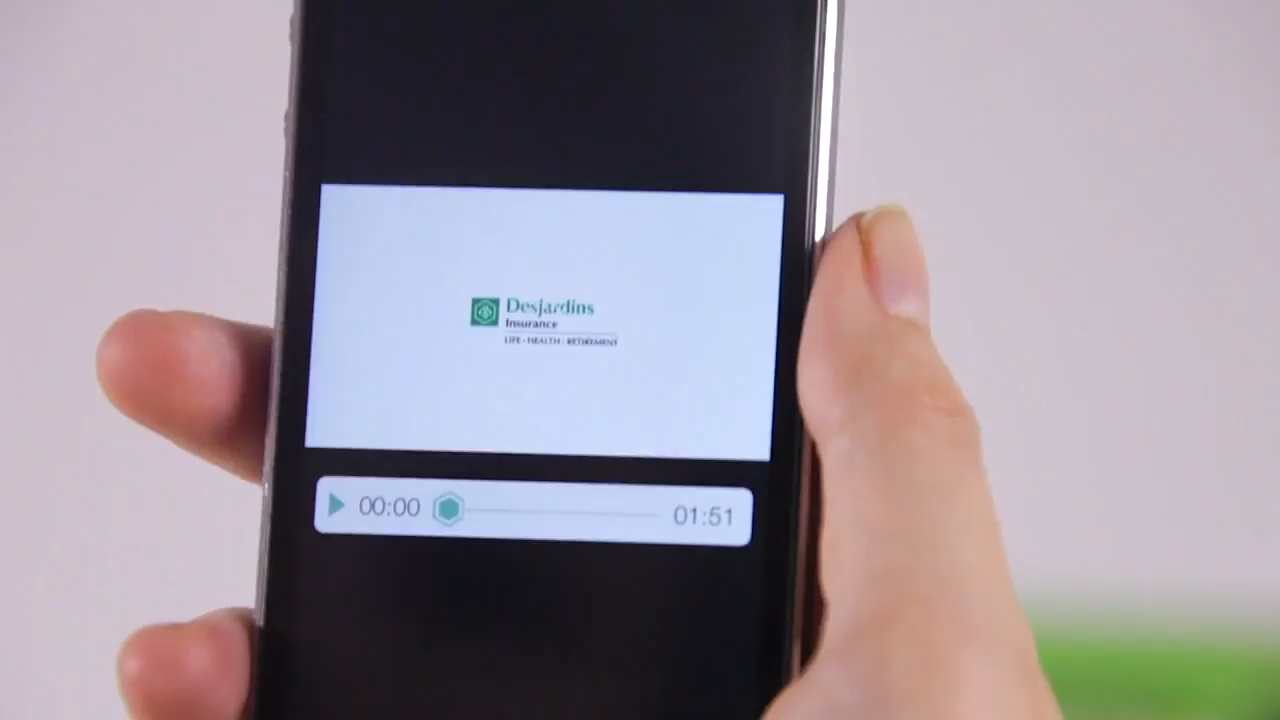 Desjardins
Insurance
LIFE • HEALTH • RETIREMENT
00:00
01:51